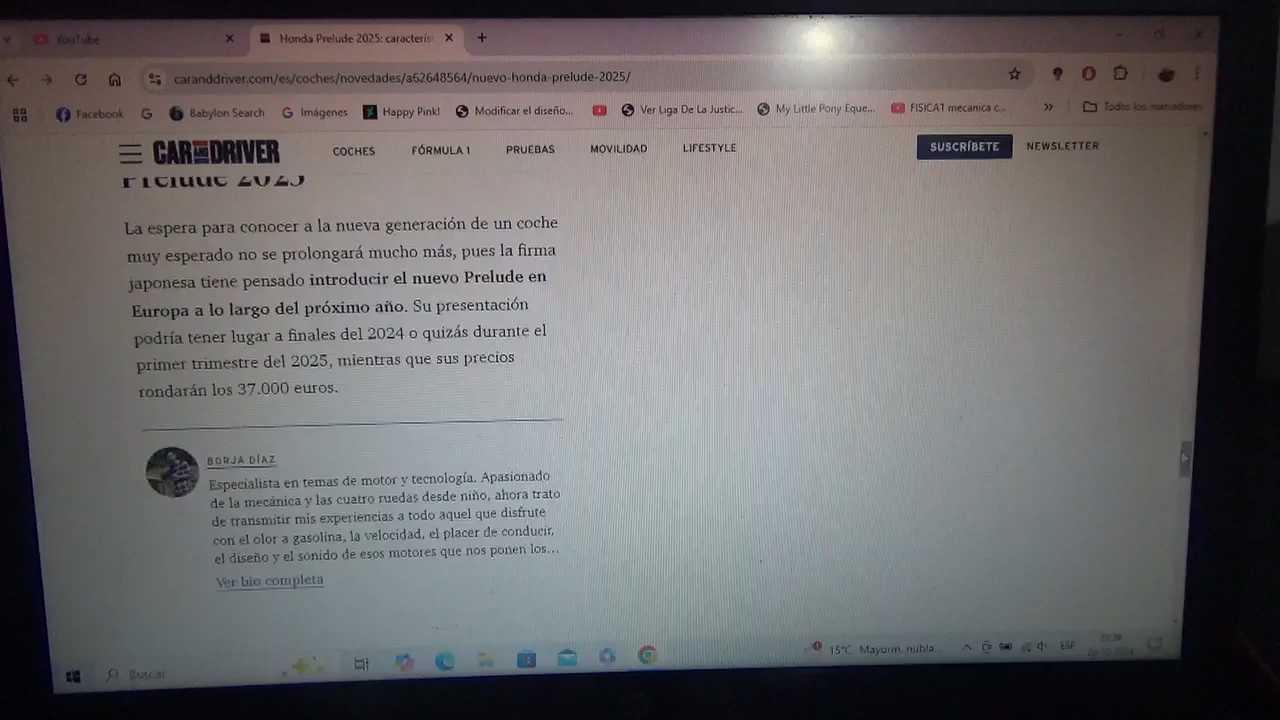 YouTube
Honda Prelude 2025: caracterís
caranddriver.com/es/coches/novedades/a62648564/nuevo-honda-prelude-2025/
Facebook
Babylon Search
Imágenes
Happy Pink!
Modificar el diseño...
Ver Liga De La Justic...
My Little Pony Eque...
FISICA1 mecanica c...
Todos los marcadores
CAR AND DRIVER
COCHES
FÓRMULA 1
PRUEBAS
MOVILIDAD
LIFESTYLE
SUSCRÍBETE
NEWSLETTER
Prelude 2025
La espera para conocer a la nueva generación de un coche
muy esperado no se prolongará mucho más, pues la firma
japonesa tiene pensado introducir el nuevo Prelude en
Europa a lo largo del próximo año. Su presentación
podría tener lugar a finales del 2024 o quizás durante el
primer trimestre del 2025, mientras que sus precios
rondarán los 37.000 euros.
BORJA DÍAZ
Especialista en temas de motor y tecnología. Apasionado
de la mecánica y las cuatro ruedas desde niño, ahora trato
de transmitir mis experiencias a todo aquel que disfrute
con el olor a gasolina, la velocidad, el placer de conducir,
el diseño y el sonido de esos motores que nos ponen los...
Ver bio completa
Buscar
15°C Mayorm. nubla...
ESP